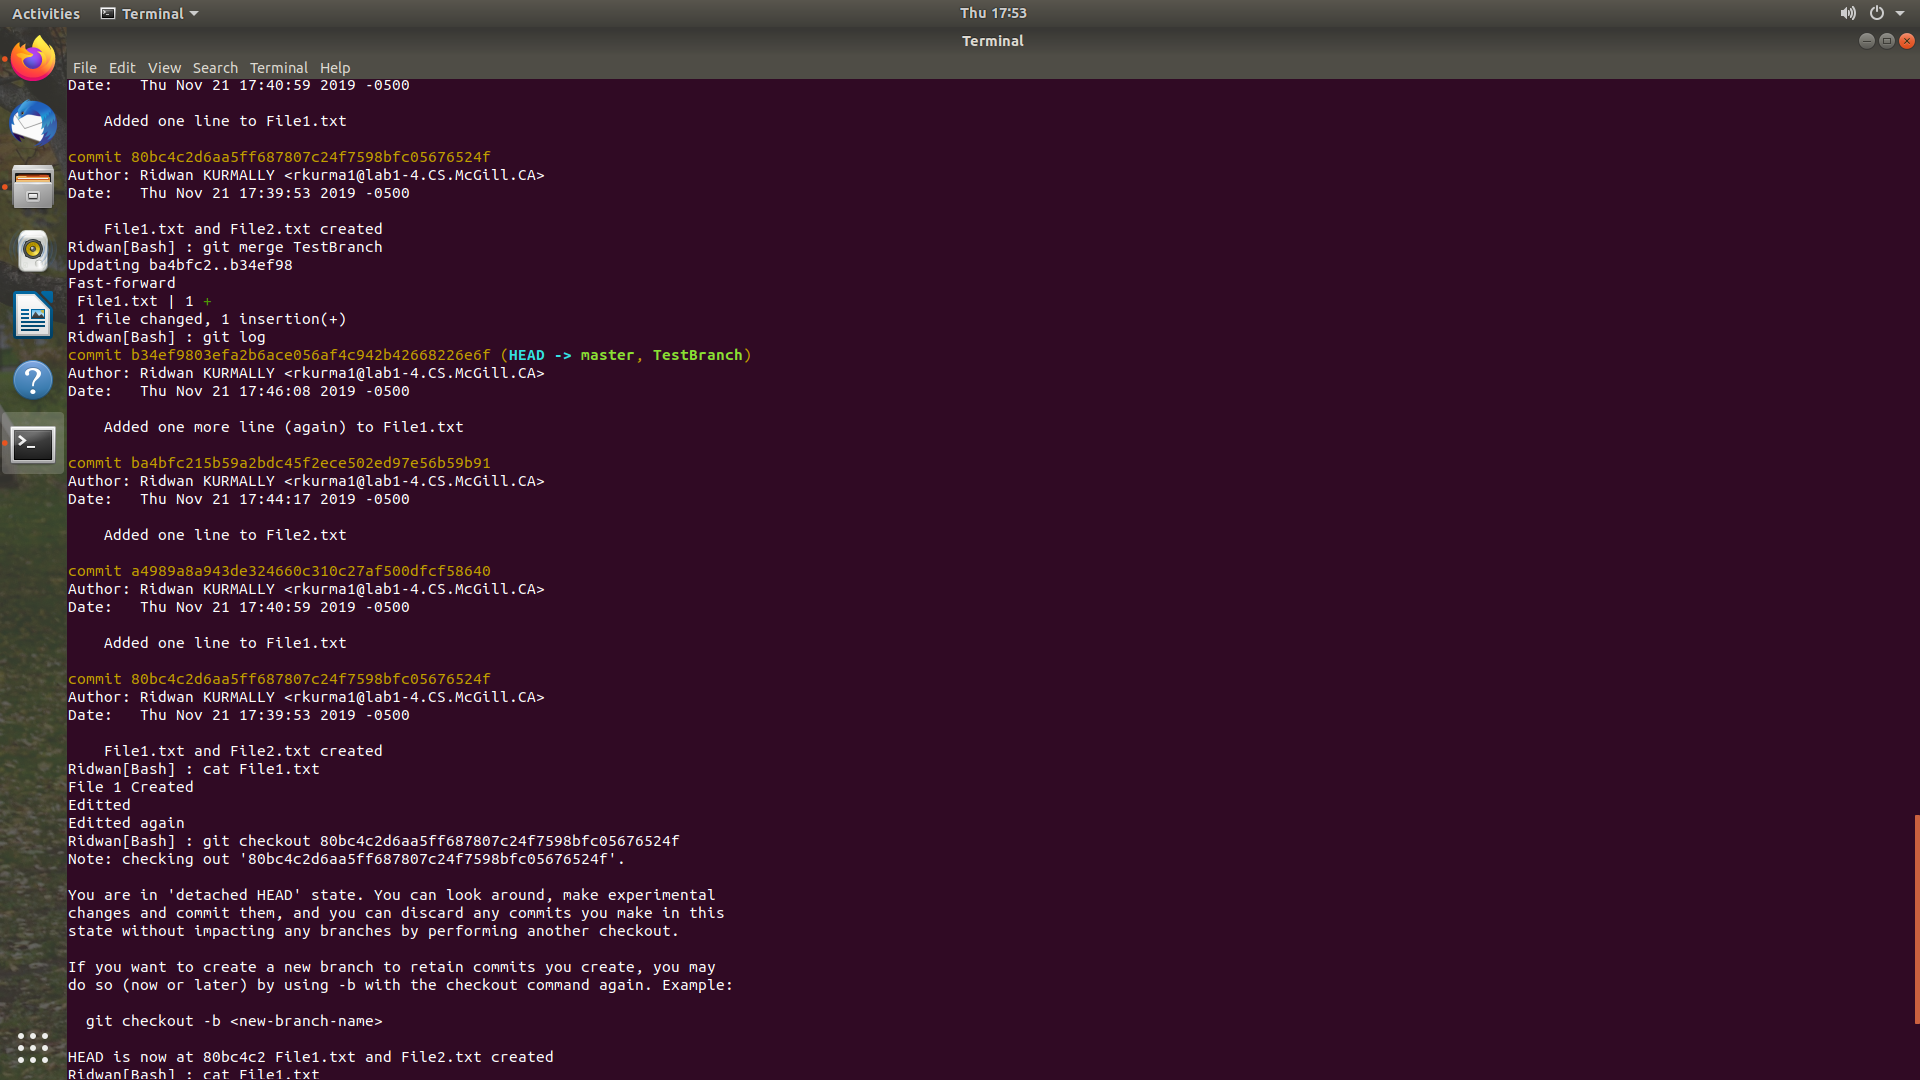 Activities Terminal Thu 17:53
Terminal
File Edit View Search Terminal Help
Date:   Thu Nov 21 17:40:59 2019 -0500
    Added one line to File1.txt
commit 80bc4c2d6aa5ff687807c24f7598bfc05676524f
Author: Ridwan KURMALLY <rkurma1@lab1-4.CS.McGill.CA>
Date:   Thu Nov 21 17:39:53 2019 -0500
    File1.txt and File2.txt created
Ridwan[Bash] : git merge TestBranch
Updating ba4bfc2..b34ef98
Fast-forward
 File1.txt | 1 +
 1 file changed, 1 insertion(+)
Ridwan[Bash] : git log
commit b34ef9803efa2b6ace056af4c942b42668226e6f (HEAD -> master, TestBranch)
Author: Ridwan KURMALLY <rkurma1@lab1-4.CS.McGill.CA>
Date:   Thu Nov 21 17:46:08 2019 -0500
    Added one more line (again) to File1.txt
commit ba4bfc215b59a2bdc45f2ece502ed97e56b59b91
Author: Ridwan KURMALLY <rkurma1@lab1-4.CS.McGill.CA>
Date:   Thu Nov 21 17:44:17 2019 -0500
    Added one line to File2.txt
commit a4989a8a943de324660c310c27af500dfcf58640
Author: Ridwan KURMALLY <rkurma1@lab1-4.CS.McGill.CA>
Date:   Thu Nov 21 17:40:59 2019 -0500
    Added one line to File1.txt
commit 80bc4c2d6aa5ff687807c24f7598bfc05676524f
Author: Ridwan KURMALLY <rkurma1@lab1-4.CS.McGill.CA>
Date:   Thu Nov 21 17:39:53 2019 -0500
    File1.txt and File2.txt created
Ridwan[Bash] : cat File1.txt
File 1 Created
Editted
Editted again
Ridwan[Bash] : git checkout 80bc4c2d6aa5ff687807c24f7598bfc05676524f
Note: checking out '80bc4c2d6aa5ff687807c24f7598bfc05676524f'.
You are in 'detached HEAD' state. You can look around, make experimental
changes and commit them, and you can discard any commits you make in this
state without impacting any branches by performing another checkout.
If you want to create a new branch to retain commits you create, you may
do so (now or later) by using -b with the checkout command again. Example:
  git checkout -b <new-branch-name>
HEAD is now at 80bc4c2 File1.txt and File2.txt created
Ridwan[Bash] : cat File1.txt